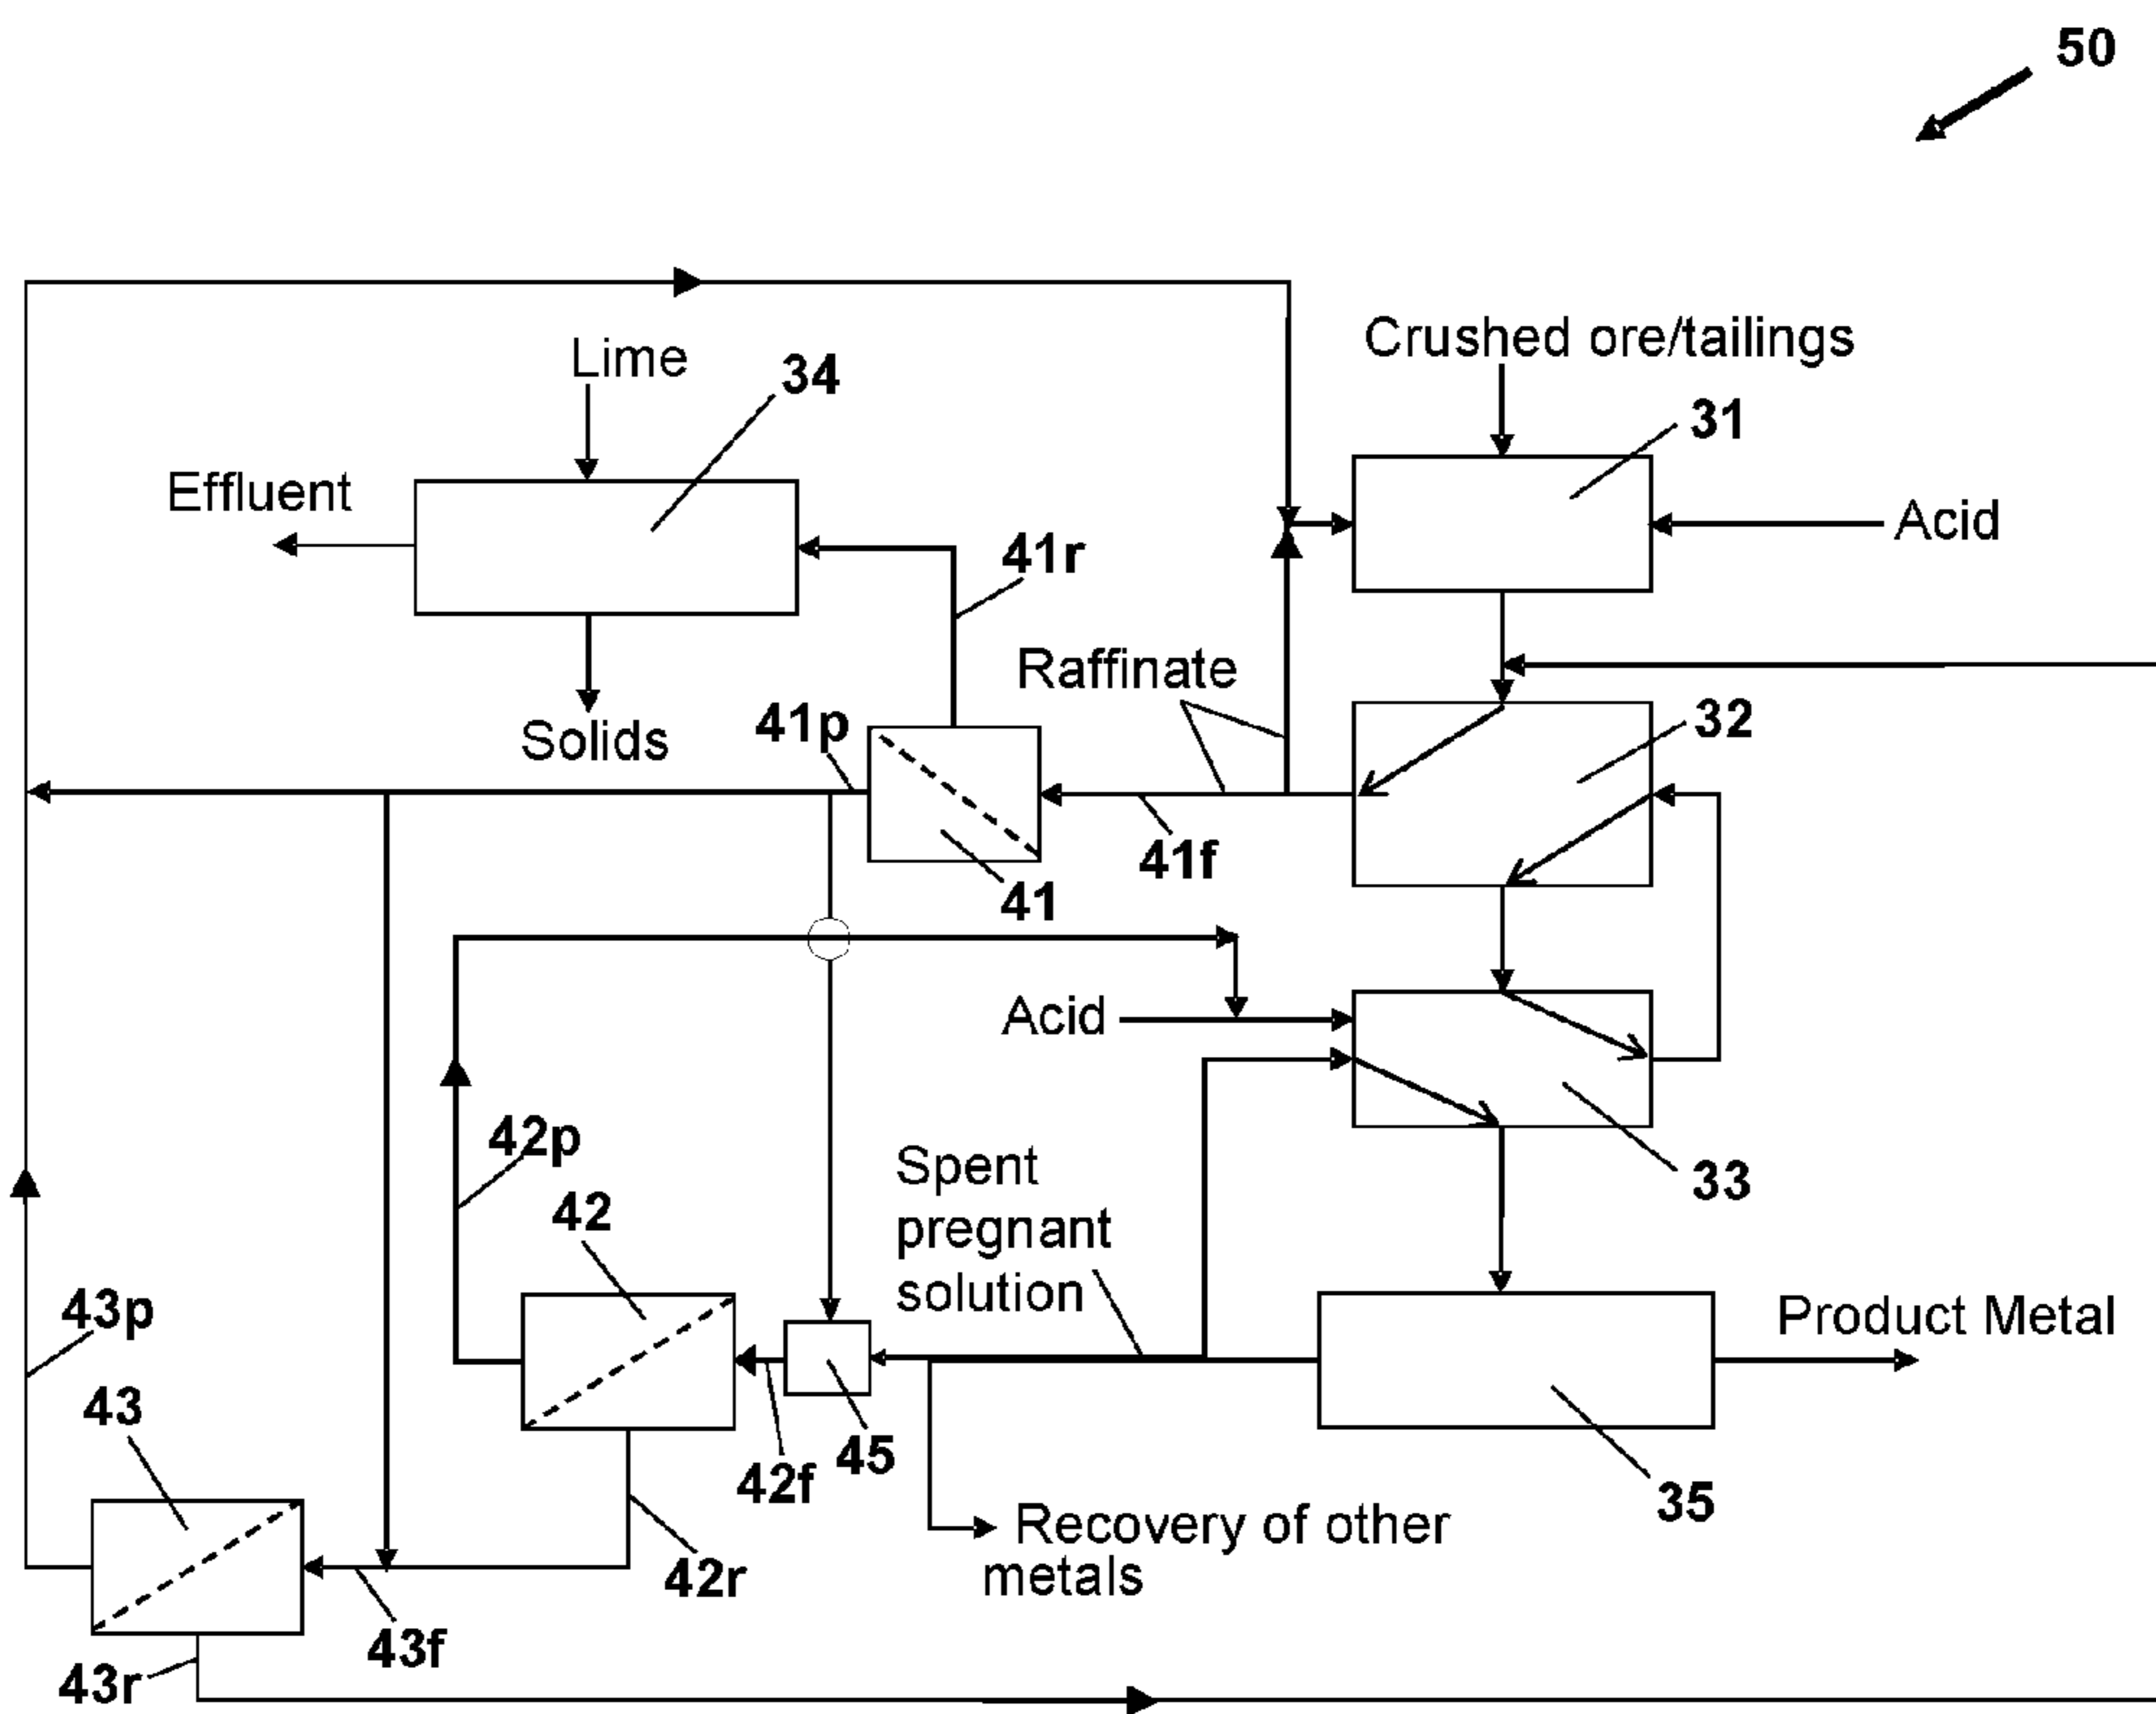 50
Crushed ore/tailings
Lime
34
31
Effluent
Acid
41r
Raffinate
32
41p
Solids
41f
41
Acid
42p
Spent
pregnant
solution
33
42
43p
Product Metal
43
45
42f
35
Recovery of other
metals
42r
43f
43r